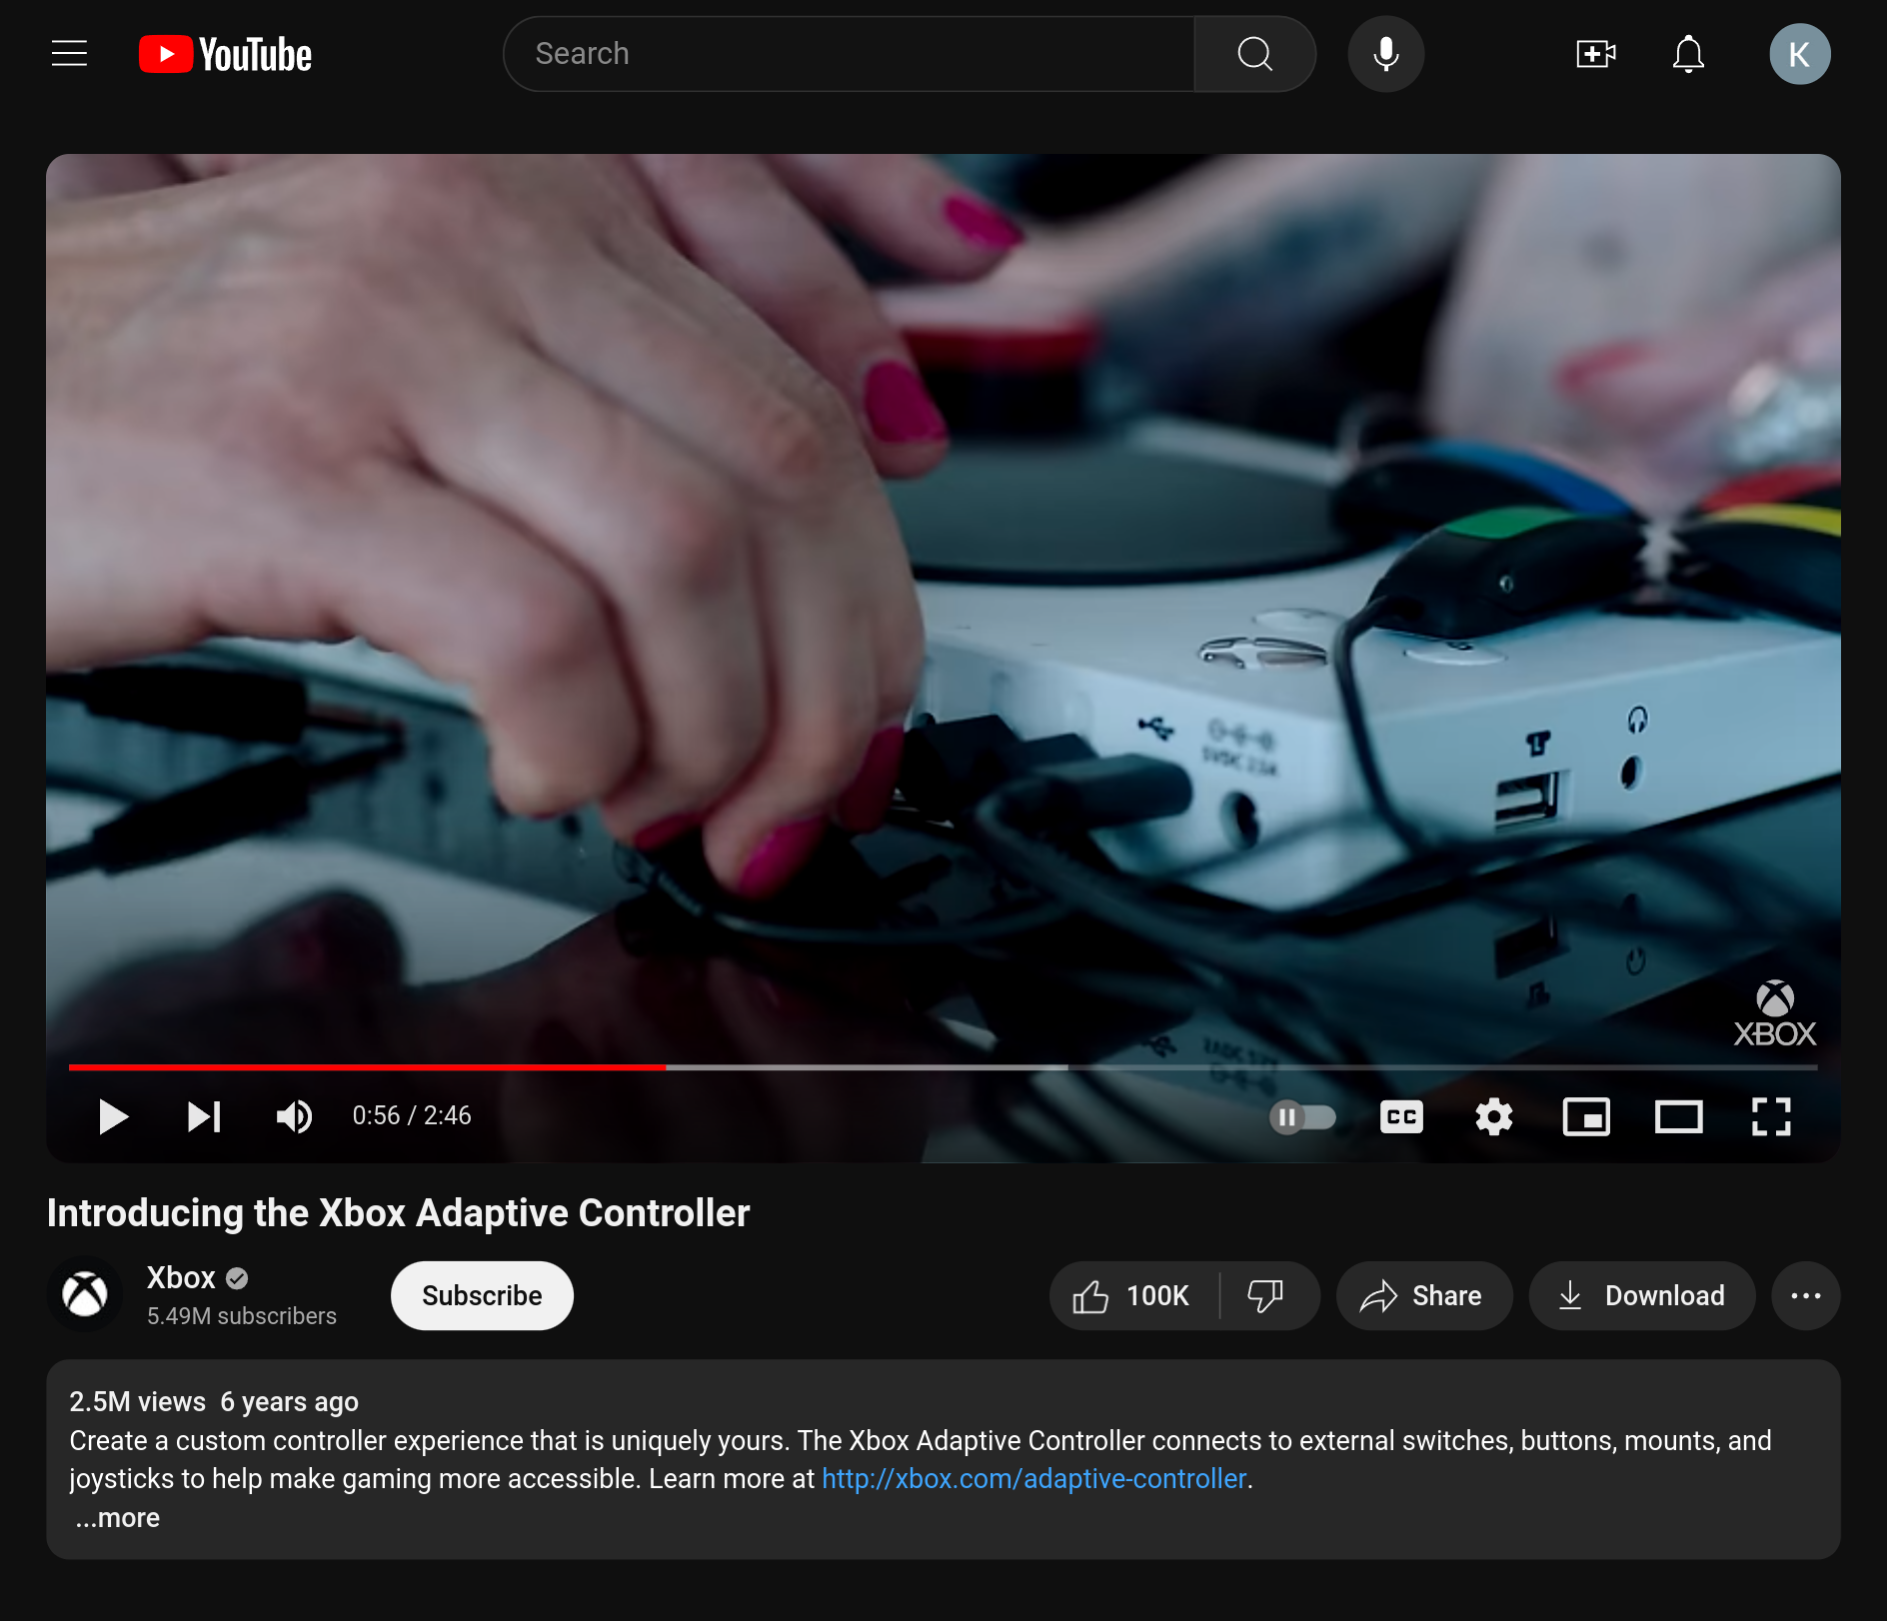 YouTube
Search
K
5VDC 2.1A
XBOX
0:56 / 2:46
CC
Introducing the Xbox Adaptive Controller
Xbox
5.49M subscribers
Subscribe
100K
Share
Download
2.5M views 6 years ago
Create a custom controller experience that is uniquely yours. The Xbox Adaptive Controller connects to external switches, buttons, mounts, and
joysticks to help make gaming more accessible. Learn more at http://xbox.com/adaptive-controller.
...more